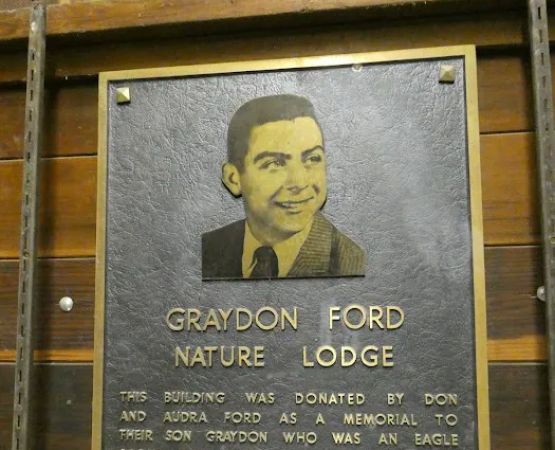 GRAYDON FORD
NATURE LODGE
THIS BUILDING WAS DONATED BY DON
AND AUDRA FORD AS A MEMORIAL TO
THEIR SON GRAYDON WHO WAS AN EAGLE